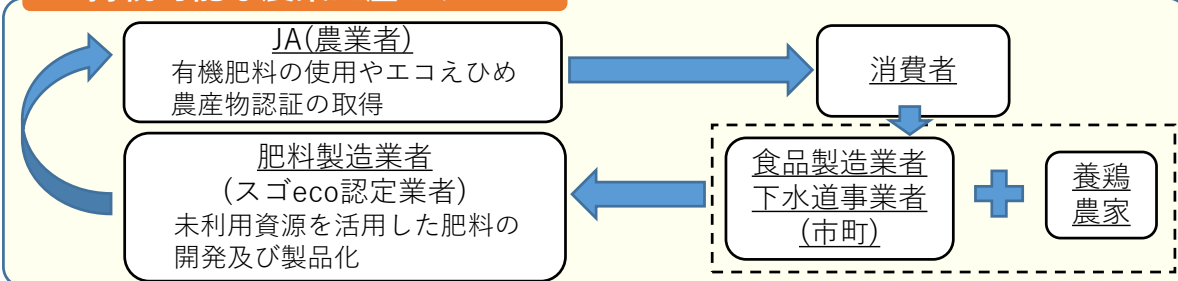 JA(農業者)
有機肥料の使用やエコえひめ
農産物認証の取得
消費者
肥料製造業者
(スゴeco認定業者)
未利用資源を活用した肥料の
開発及び製品化
食品製造業者
下水道事業者
(市町)
養鶏
農家